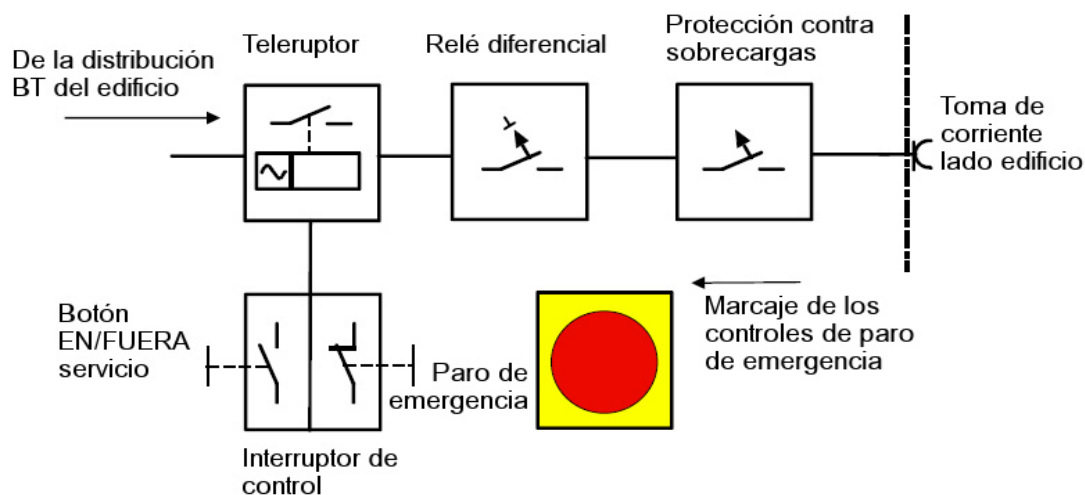 De la distribución
BT del edificio
Teleruptor
Relé diferencial
Protección contra
sobrecargas
Toma de
corriente
lado edificio
Botón
EN/FUERA
servicio
Paro de
emergencia
Marcaje de los
controles de paro
de emergencia
Interruptor de
control